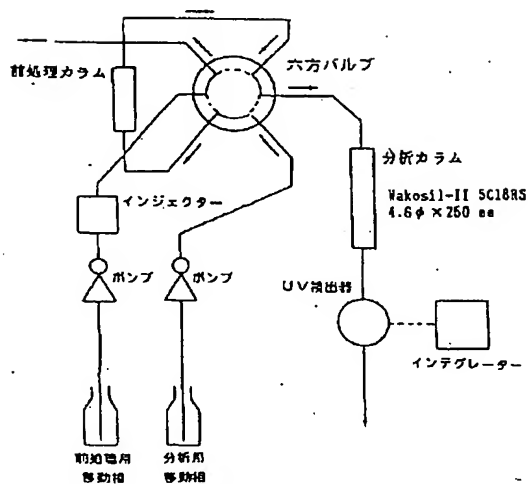 六方バルブ
前処理カラム
分析カラム
Wakosil-II 5C18RS
4.6φ×250 mm
インジェクター
ポンプ
ポンプ
UV検出器
インテグレーター
前処理用
移動相
分析用
移動相